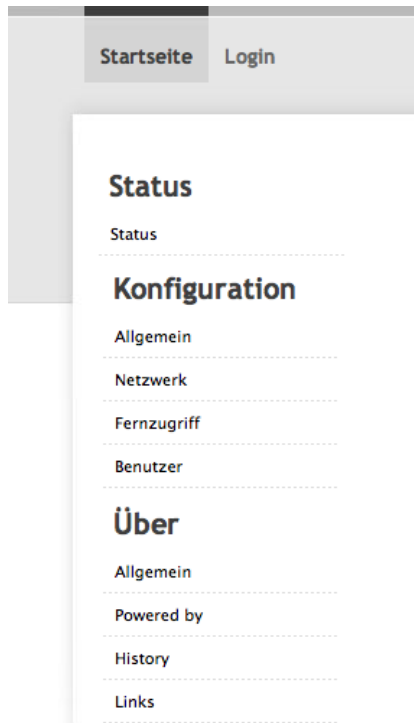 Startseite Login
Status
Status
Konfiguration
Allgemein
Netzwerk
Fernzugriff
Benutzer
Über
Allgemein
Powered by
History
Links